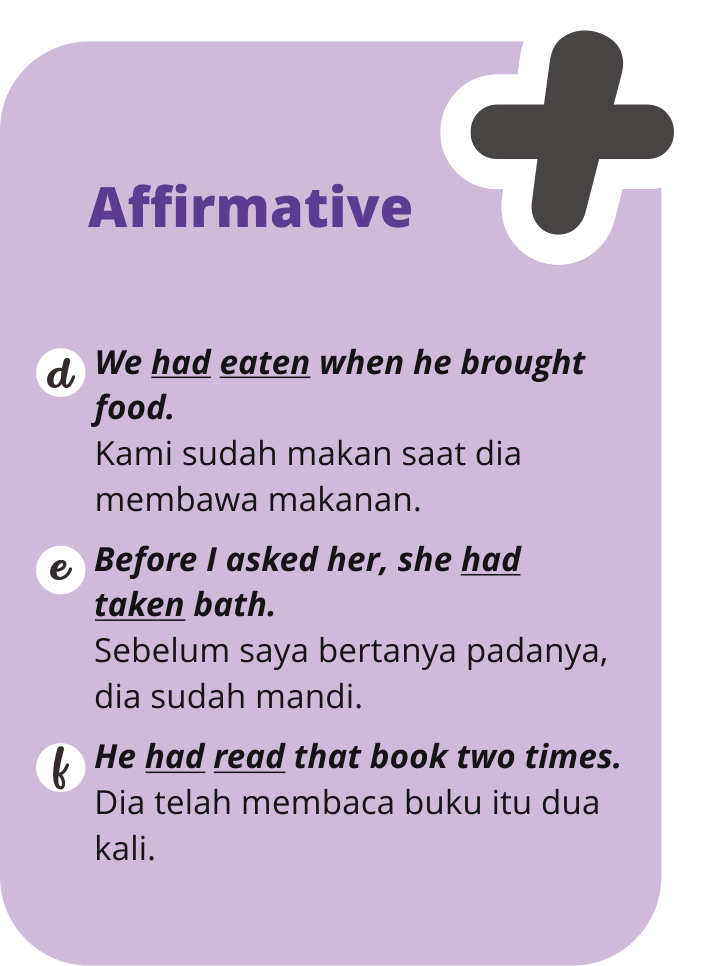 Affirmative
d We had eaten when he brought
food.
Kami sudah makan saat dia
membawa makanan.
e Before I asked her, she had
taken bath.
Sebelum saya bertanya padanya,
dia sudah mandi.
f He had read that book two times.
Dia telah membaca buku itu dua
kali.